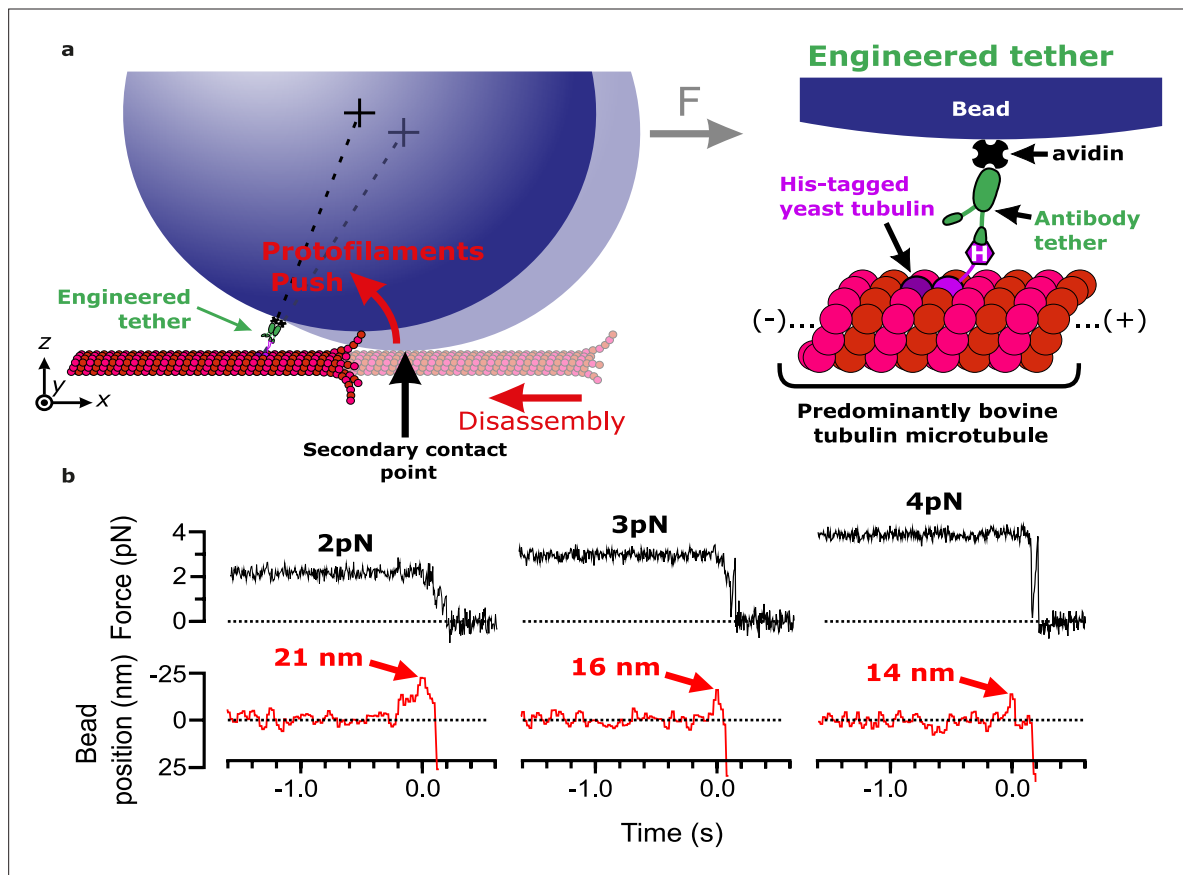 a
Engineered tether
F
Bead
avidin
His-tagged
yeast tubulin
Antibody
tether
H
Protofilaments
Push
Engineered
tether
(-)...
...(+)
z
y
x
Disassembly
Secondary contact
point
Predominantly bovine
tubulin microtubule
b
Force (pN)
4
2
0
2pN
3pN
4pN
Bead
position (nm)
-25
0
25
21 nm
16 nm
14 nm
-1.0
0.0
-1.0
0.0
-1.0
0.0
Time (s)